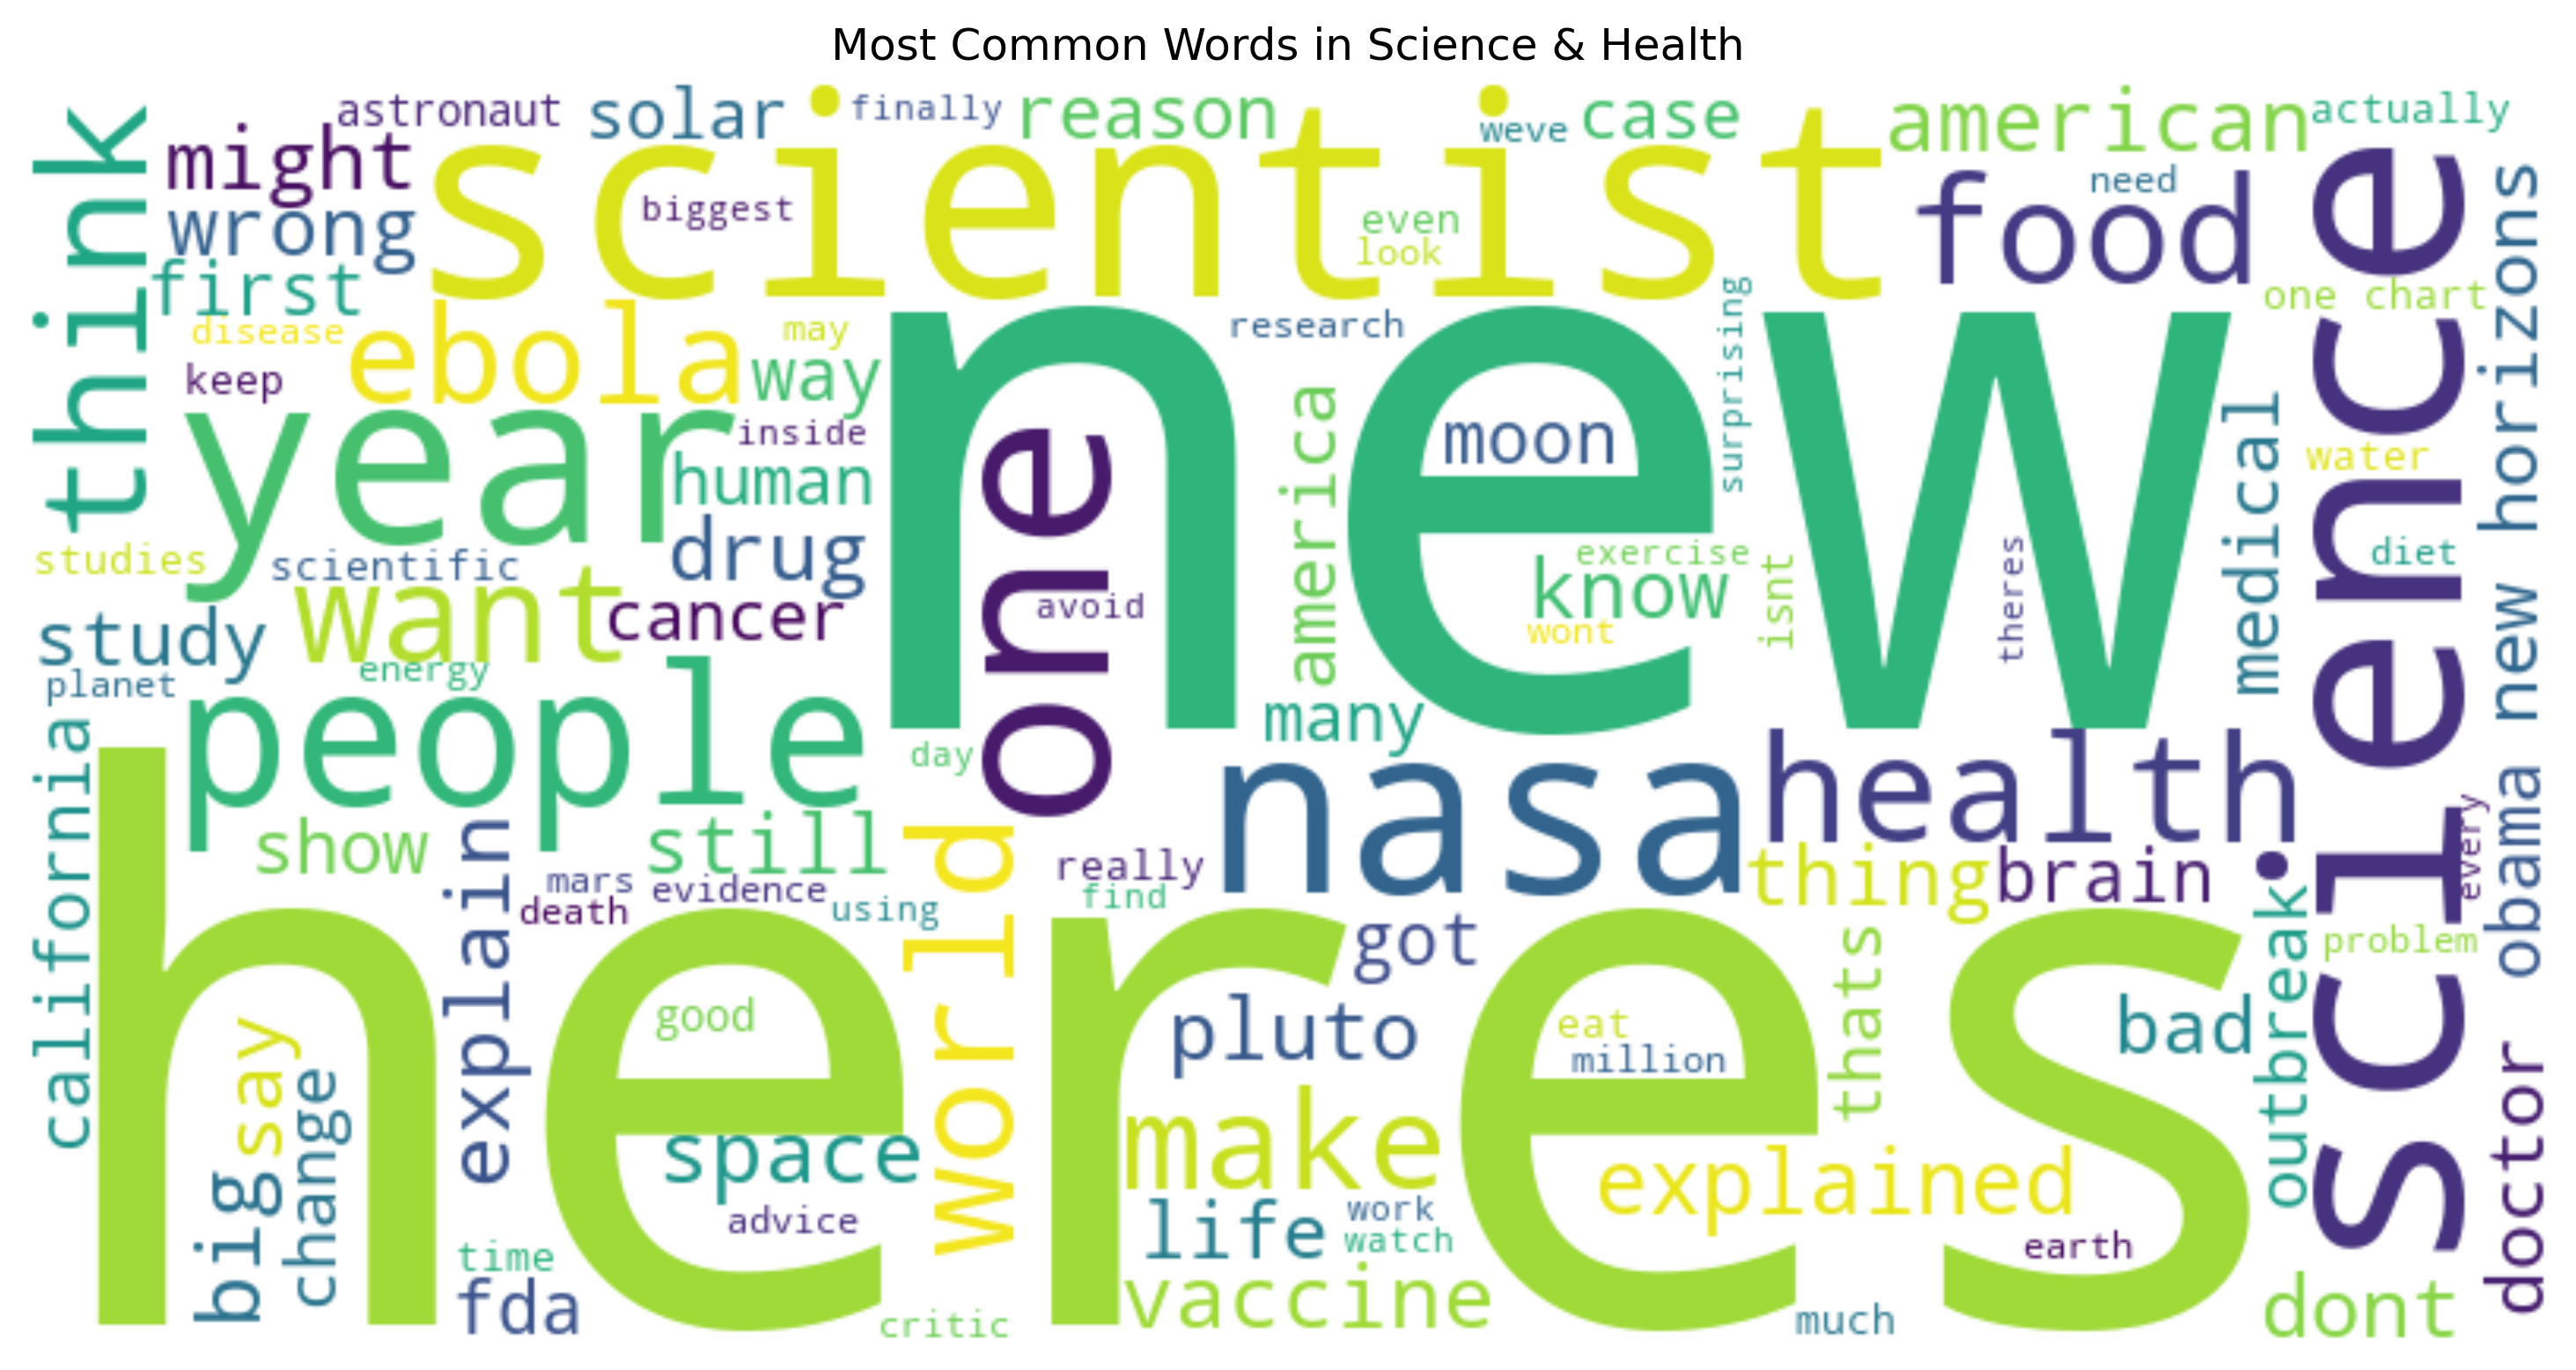 Most Common Words in Science & Health
astronaut
solar
finally
reason
weve
case
american
actually
think
might
scientist
biggest
even
look
food
need
science
new horizons
wrong
first
disease
ebola
may
way
new
research
surprising
one chart
keep
year
inside
human
one
america
moon
medical
water
studies
scientific
drug
exercise
know
isnt
theres
diet
want
cancer
avoid
wont
study
energy
planet
people
many
california
day
nasa
health
obama
every
show
explain
still
world
really
find
thing
brain
mars
death
evidence
using
heres
got
thats
outbreak
problem
good
pluto
eat
million
bad
say
change
big
space
advice
make
explained
doctor
life
work
watch
earth
time
fda
critic
vaccine
much
dont